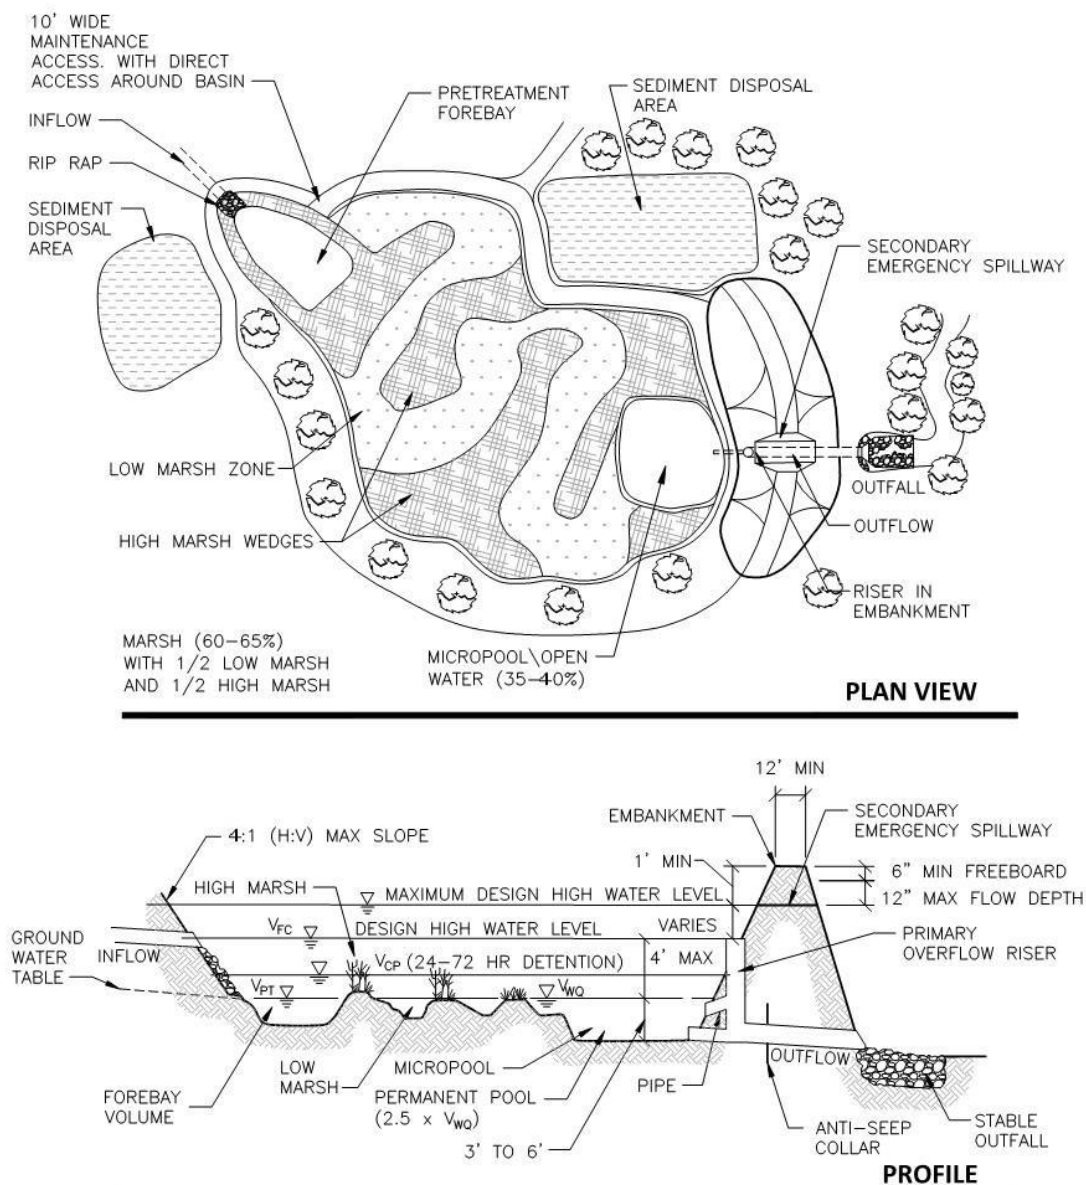 10' WIDE
MAINTENANCE
ACCESS. WITH DIRECT
ACCESS AROUND BASIN
INFLOW
RIP RAP
SEDIMENT
DISPOSAL
AREA
PRETREATMENT
FOREBAY
SEDIMENT DISPOSAL
AREA
SECONDARY
EMERGENCY SPILLWAY
LOW MARSH ZONE
HIGH MARSH WEDGES
OUTFALL
OUTFLOW
RISER IN
EMBANKMENT
MARSH (60-65%)
WITH 1/2 LOW MARSH
AND 1/2 HIGH MARSH
MICROPOOL\OPEN
WATER (35-40%)
PLAN VIEW
12' MIN
EMBANKMENT
SECONDARY
EMERGENCY SPILLWAY
4:1 (H:V) MAX SLOPE
1' MIN
6" MIN FREEBOARD
HIGH MARSH
MAXIMUM DESIGN HIGH WATER LEVEL
12" MAX FLOW DEPTH
VFC
DESIGN HIGH WATER LEVEL
VARIES
GROUND
WATER
TABLE
INFLOW
VCP (24-72 HR DETENTION)
4' MAX
PRIMARY
OVERFLOW RISER
VPT
VWQ
LOW
MARSH
MICROPOOL
OUTFLOW
FOREBAY
VOLUME
PERMANENT POOL
(2.5 x VWQ)
PIPE
3' TO 6'
ANTI-SEEP
COLLAR
STABLE
OUTFALL
PROFILE